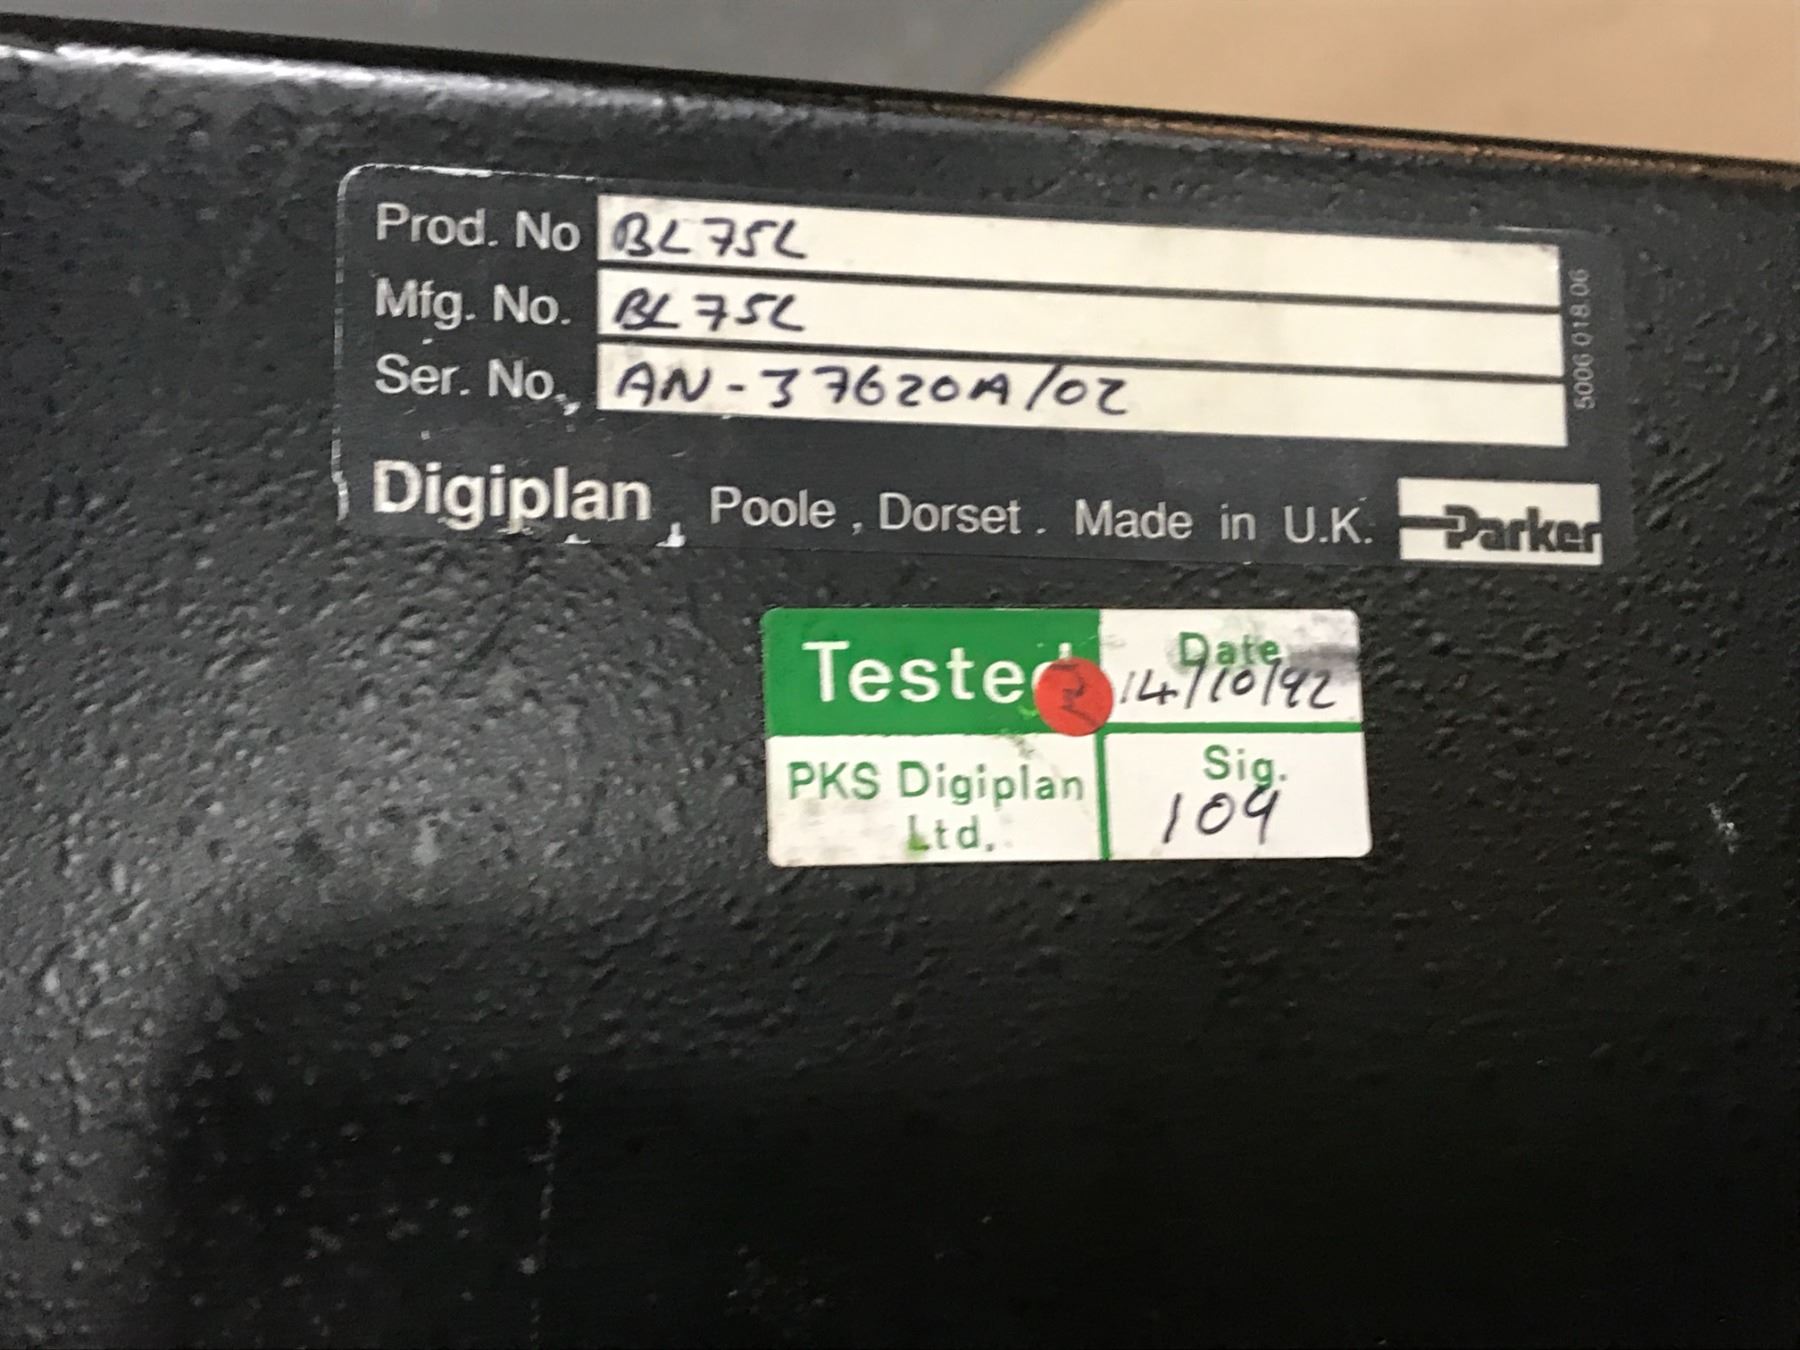 Prod. No BL75L
Mfg. No. BL75L
Ser. No. AN-37620A/02
5006 018.06
Digiplan, Poole, Dorset. Made in U.K. Parker
Tested
Date
14/10/92
PKS Digiplan
Ltd.
Sig.
109